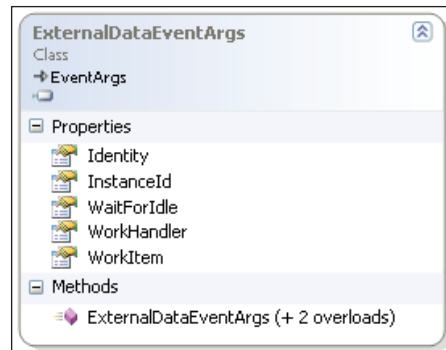 ExternalDataEventArgs
Class
EventArgs
Properties
Identity
InstanceId
WaitForIdle
WorkHandler
WorkItem
Methods
ExternalDataEventArgs (+ 2 overloads)